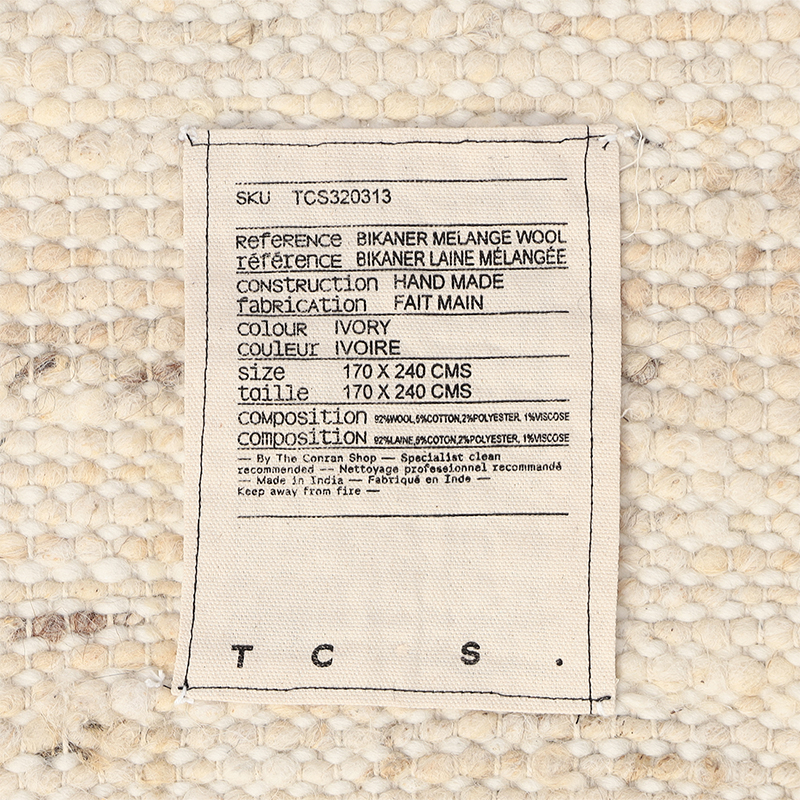 SKU TCS320313
Reference BIKANER MELANGE WOOL
référence BIKANER LAINE MÉLANGÉE
construction HAND MADE
fabrication FAIT MAIN
colour IVORY
couleur IVOIRE
size 170 X 240 CMS
taille 170 X 240 CMS
composition 92%WOOL,5%COTTON,2%POLYESTER, 1%VISCOSE
composition 92%LAINE,5%COTON,2%POLYESTER, 1%VISCOSE
— By The Conran Shop — Specialist clean
recommended -- Nettoyage professionnel recommandé
— Made in India — Fabriqué en Inde —
Keep away from fire —
T C S .